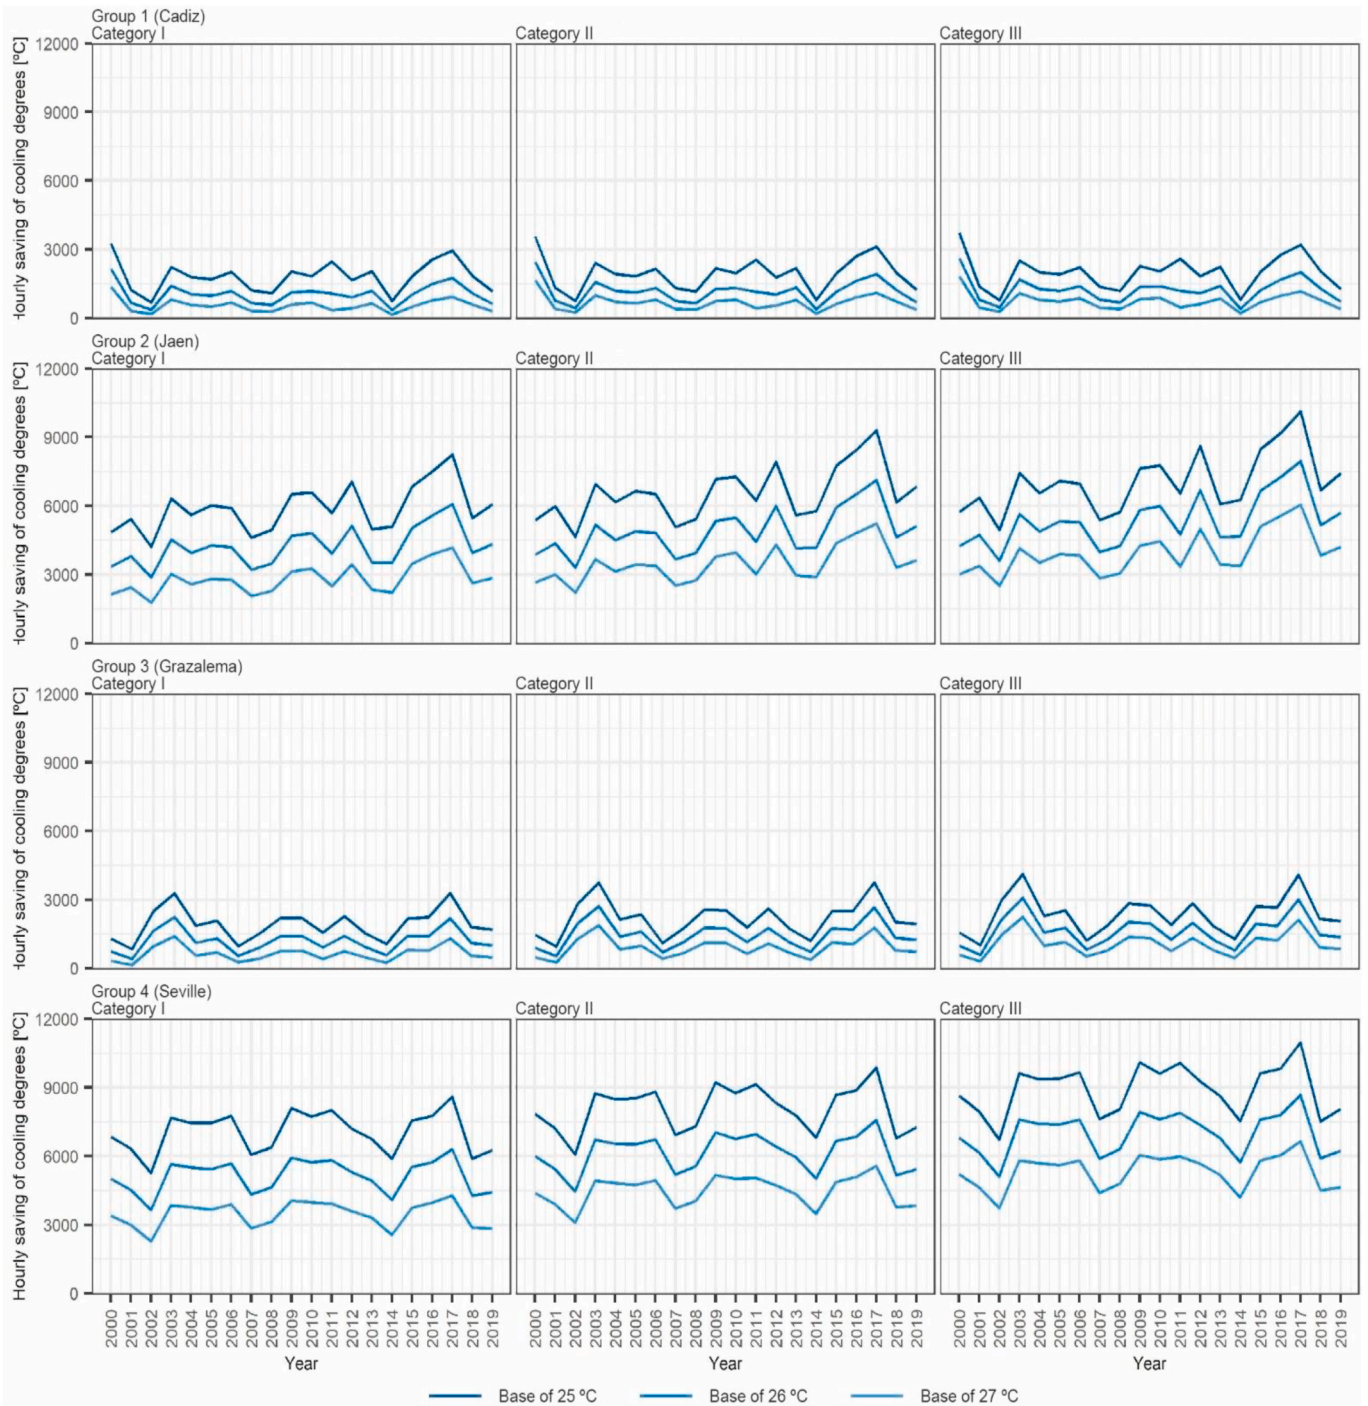 Group 1 (Cadiz)
Category I
Category II
Category III
Hourly saving of cooling degrees [ºC]
12000
9000
6000
3000
0
Group 2 (Jaen)
Category I
Category II
Category III
Hourly saving of cooling degrees [ºC]
12000
9000
6000
3000
0
Group 3 (Grazalema)
Category I
Category II
Category III
Hourly saving of cooling degrees [ºC]
12000
9000
6000
3000
0
Group 4 (Seville)
Category I
Category II
Category III
Hourly saving of cooling degrees [ºC]
12000
9000
6000
3000
0
2000 2001 2002 2003 2004 2005 2006 2007 2008 2009 2010 2011 2012 2013 2014 2015 2016 2017 2018 2019
2000 2001 2002 2003 2004 2005 2006 2007 2008 2009 2010 2011 2012 2013 2014 2015 2016 2017 2018 2019
2000 2001 2002 2003 2004 2005 2006 2007 2008 2009 2010 2011 2012 2013 2014 2015 2016 2017 2018 2019
Year
Year
Year
Base of 25 ºC
Base of 26 ºC
Base of 27 ºC